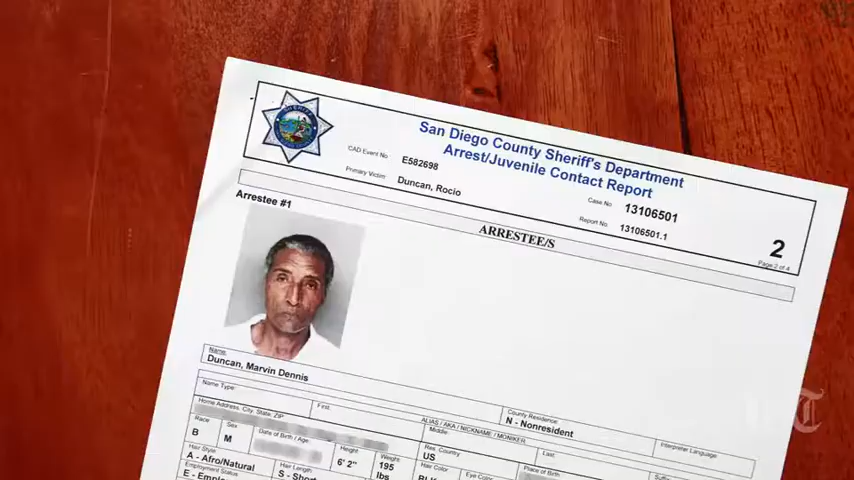 San Diego County Sheriff's Department
Arrest/Juvenile Contact Report
CAD Event No E582698
Primary Victim Duncan, Rocio
Case No 13106501
Report No 13106501.1
2
Page 2 of 4
ARRESTEE/S
Arrestee #1
Name:
Duncan, Marvin Dennis
Name Type:
First:
ALIAS / AKA / NICKNAME / MONIKER
Middle:
Last:
County Residence:
N - Nonresident
Interpreter Language
Home Address, City, State, ZIP
Race
B
Sex
M
Date of Birth / Age
Height
6' 2"
Weight
195
lbs
Res. Country
US
Place of Birth
Hair Style
A - Afro/Natural
Hair Length
Hair Color
Eye Color
Employment Status